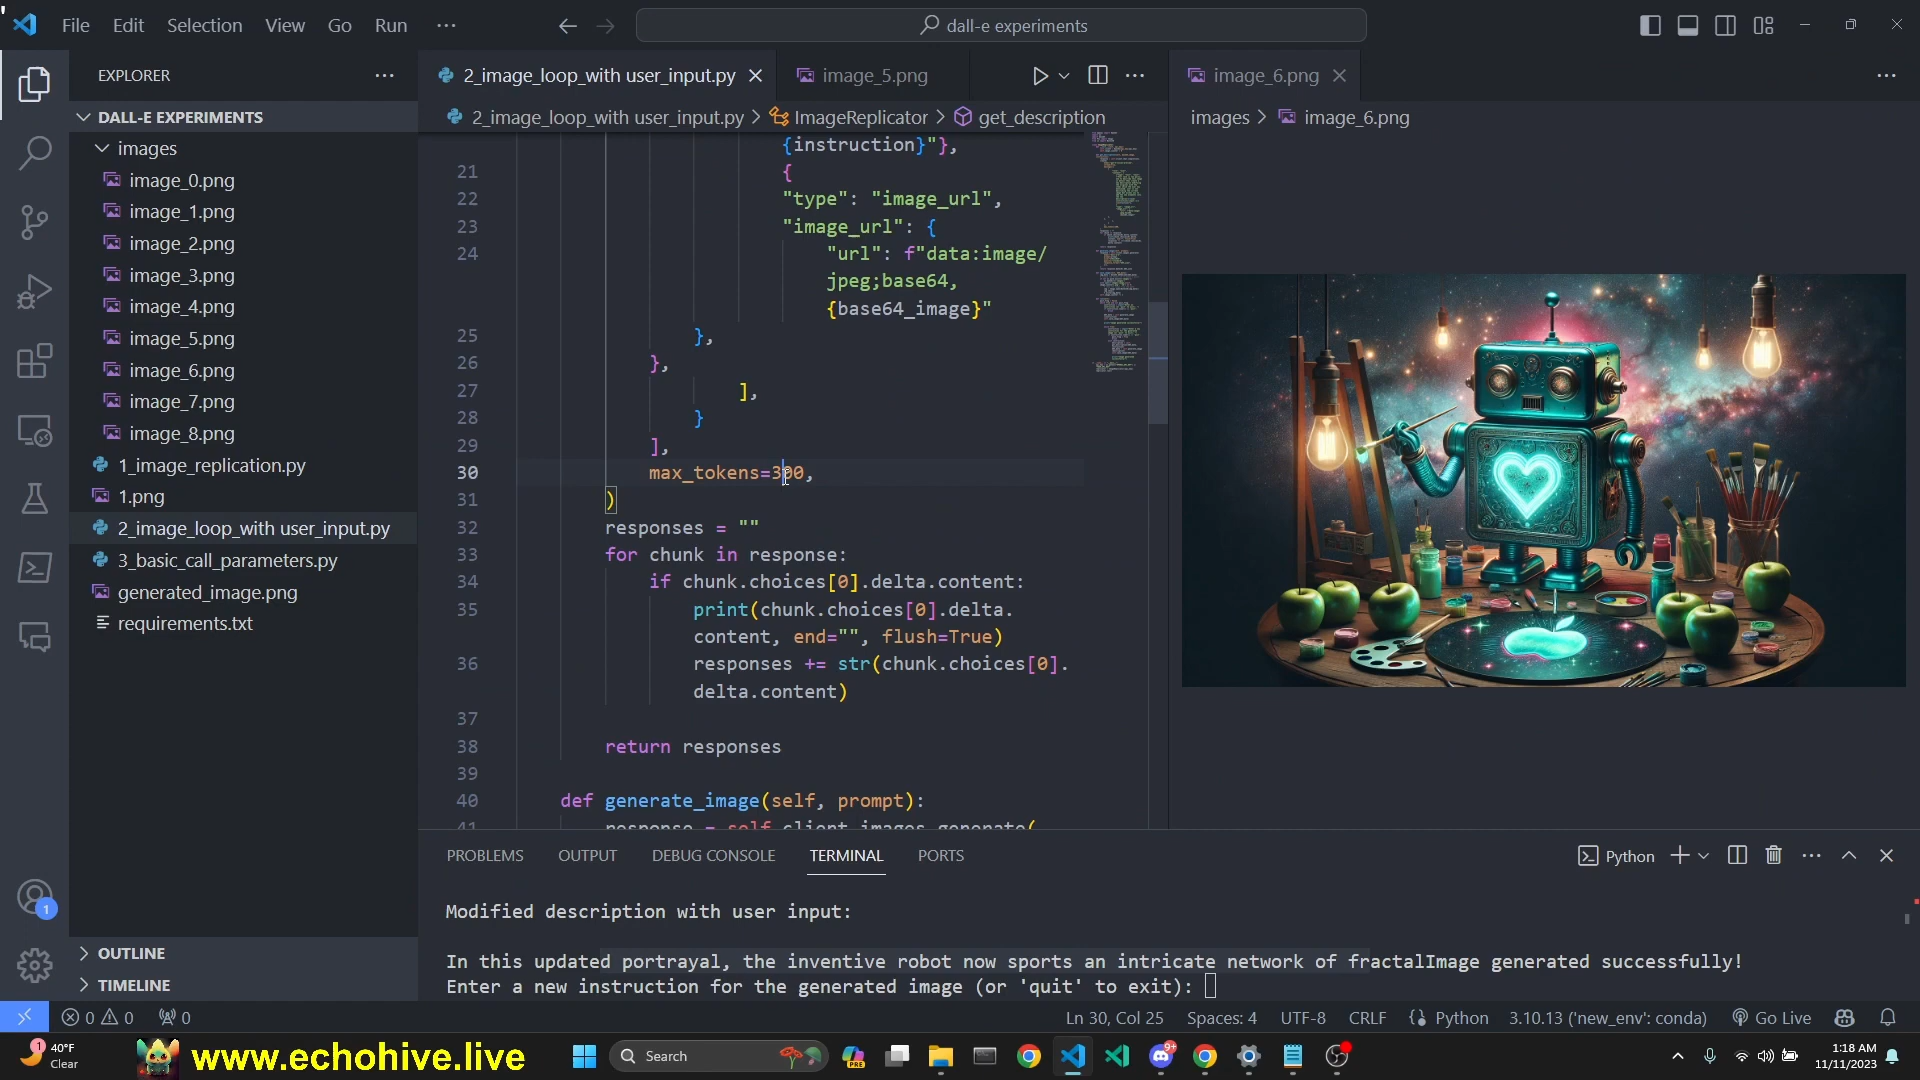 File Edit Selection View Go Run ···
dall-e experiments
EXPLORER
DALL-E EXPERIMENTS
images
image_0.png
image_1.png
image_2.png
image_3.png
image_4.png
image_5.png
image_6.png
image_7.png
image_8.png
1_image_replication.py
1.png
2_image_loop_with user_input.py
3_basic_call_parameters.py
generated_image.png
requirements.txt
OUTLINE
TIMELINE
2_image_loop_with user_input.py
image_5.png
2_image_loop_with user_input.py > ImageReplicator > get_description
{instruction}"},
21 {
22 "type": "image_url",
23 "image_url": {
24 "url": f"data:image/
jpeg;base64,
{base64_image}"
25 },
26 },
27 ],
28 }
29 ],
30 max_tokens=300,
31 )
32 responses = ""
33 for chunk in response:
34 if chunk.choices[0].delta.content:
35 print(chunk.choices[0].delta.
content, end="", flush=True)
36 responses += str(chunk.choices[0].
delta.content)
37
38 return responses
39
40 def generate_image(self, prompt):
41 response = self.client.images.generate(
image_6.png
images > image_6.png
PROBLEMS OUTPUT DEBUG CONSOLE TERMINAL PORTS
Python
Modified description with user input:
In this updated portrayal, the inventive robot now sports an intricate network of fractalImage generated successfully!
Enter a new instruction for the generated image (or 'quit' to exit):
1
0 0 0
Ln 30, Col 25 Spaces: 4 UTF-8 CRLF Python 3.10.13 ('new_env': conda) Go Live
1
40°F
Clear
www.echohive.live
Search
PRE
9+
1:18 AM
11/11/2023